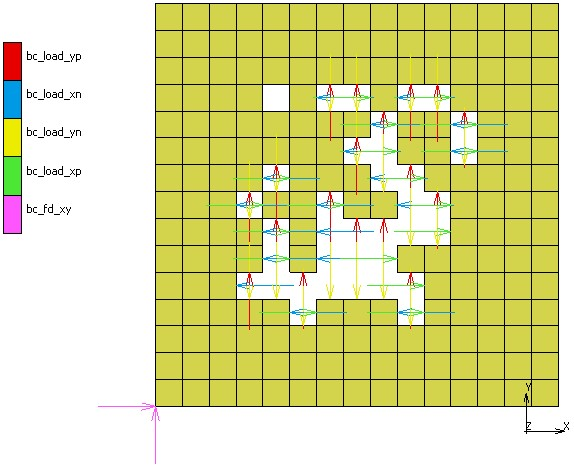 bc_load_yp
bc_load_xn
bc_load_yn
bc_load_xp
bc_fd_xy
Y
Z
X